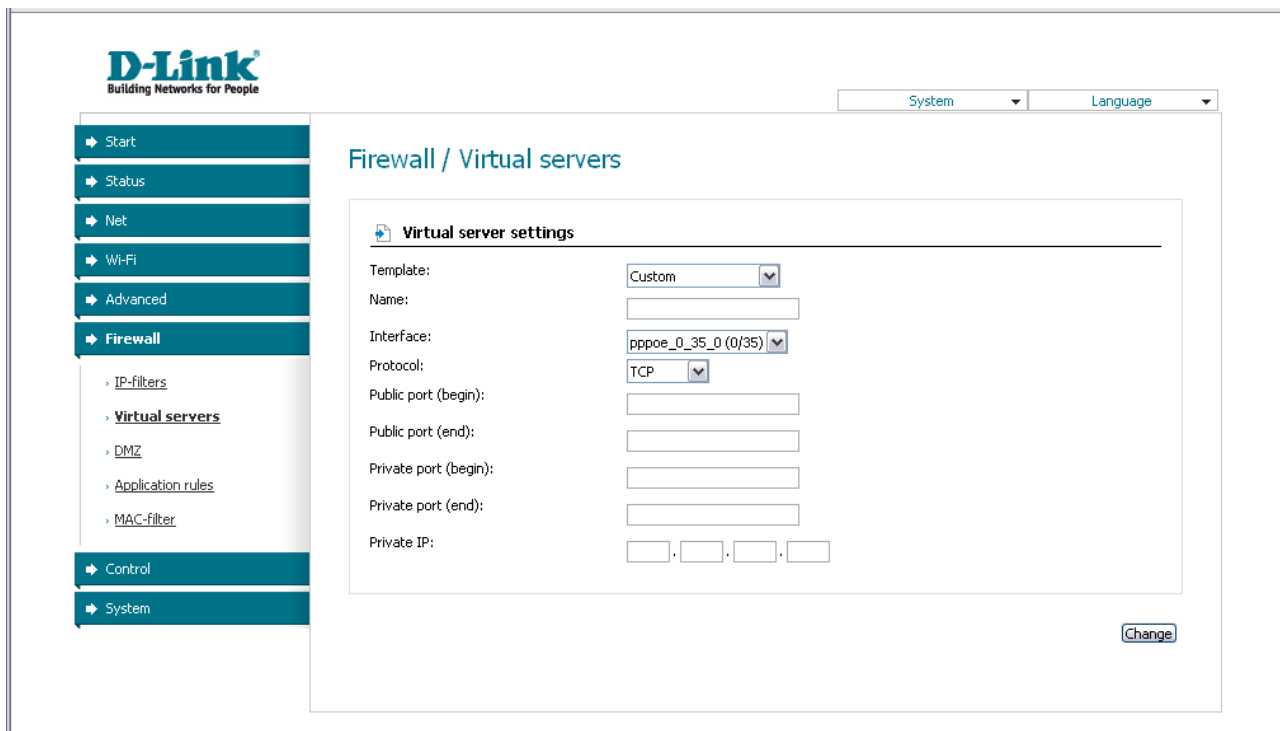 D-Link®
Building Networks for People
System
Language
Start
Status
Net
Wi-Fi
Advanced
Firewall
IP-filters
Virtual servers
DMZ
Application rules
MAC-filter
Control
System
Firewall / Virtual servers
Virtual server settings
Template:
Custom
Name:
Interface:
pppoe_0_35_0 (0/35)
Protocol:
TCP
Public port (begin):
Public port (end):
Private port (begin):
Private port (end):
Private IP:
. . .
Change